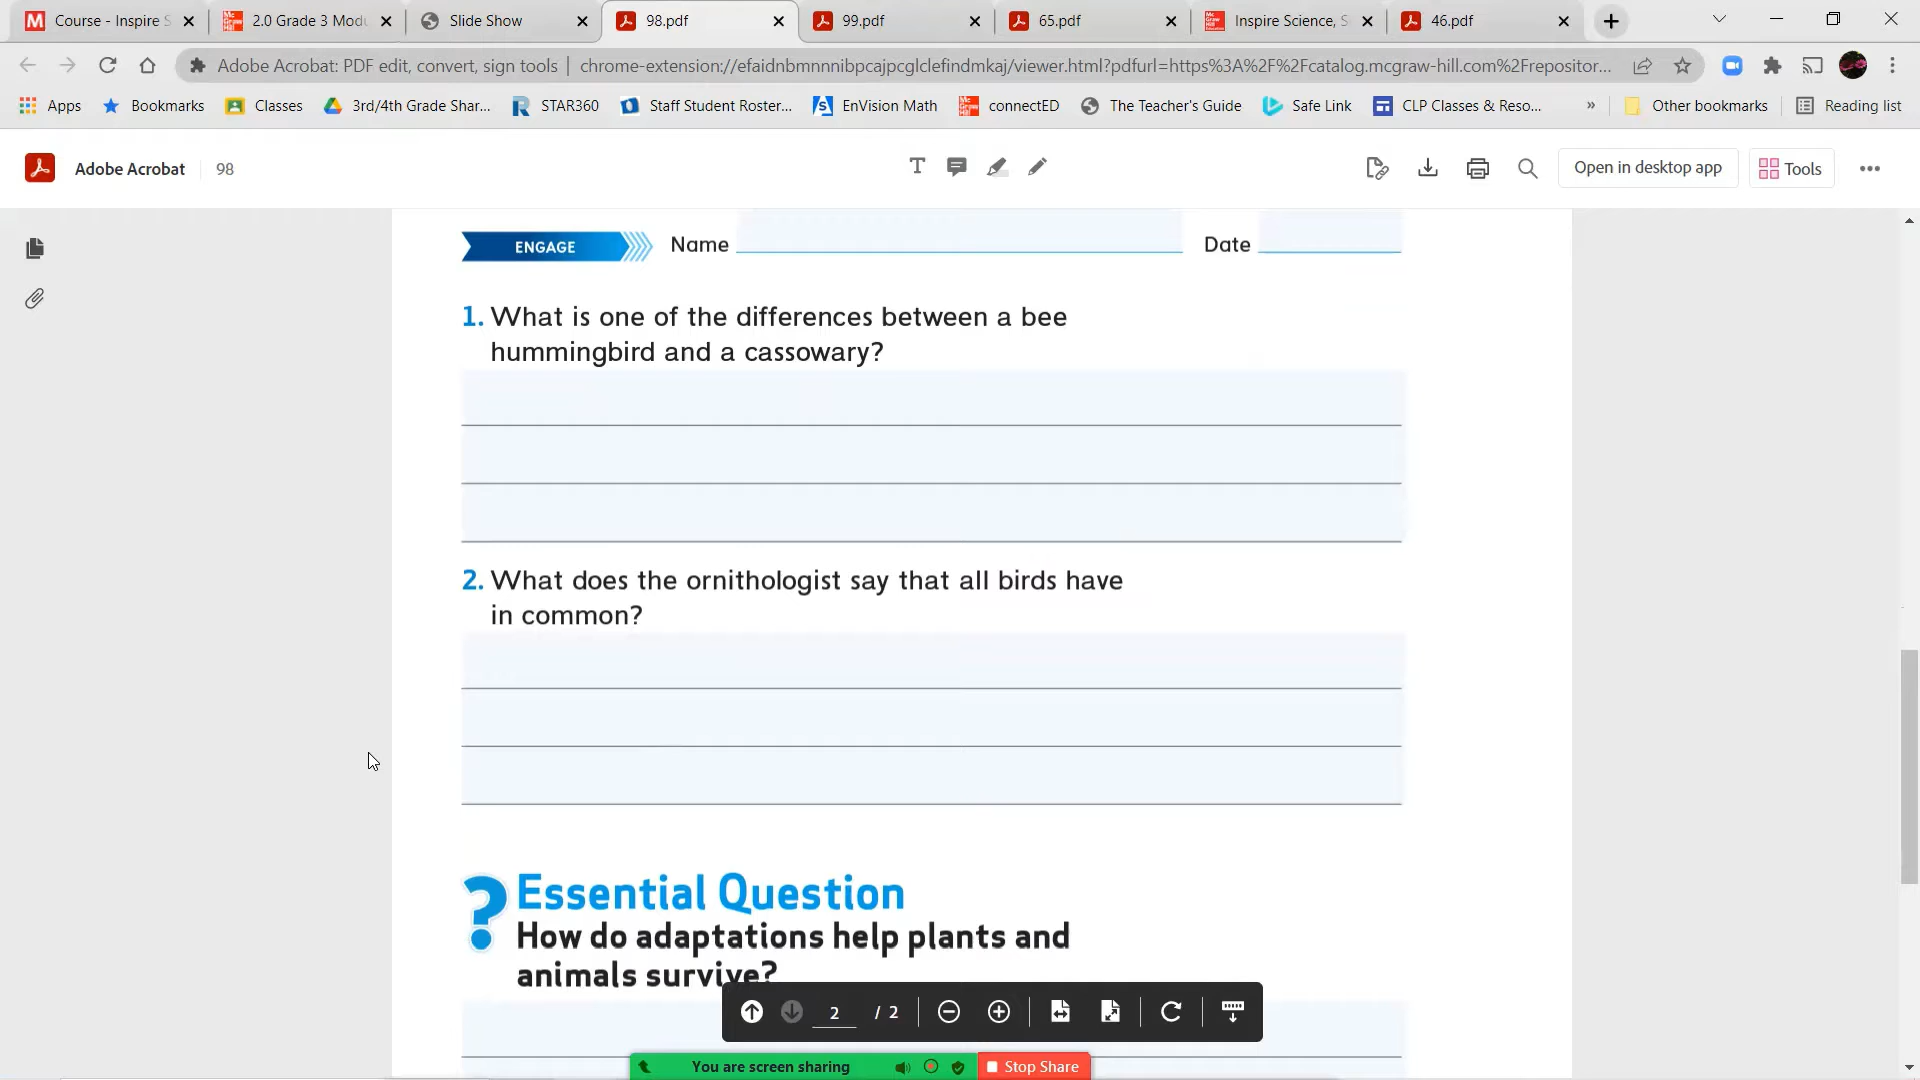 Course - Inspire S
2.0 Grade 3 Modu
Slide Show
98.pdf
99.pdf
65.pdf
Inspire Science, S
46.pdf
Adobe Acrobat: PDF edit, convert, sign tools | chrome-extension://efaidnbmnnnibpcajpcglclefindmkaj/viewer.html?pdfurl=https%3A%2F%2Fcatalog.mcgraw-hill.com%2Frepositor...
Apps
Bookmarks
Classes
3rd/4th Grade Shar...
STAR360
Staff Student Roster...
EnVision Math
connectED
The Teacher's Guide
Safe Link
CLP Classes & Reso...
»
Other bookmarks
Reading list
Adobe Acrobat
98
Open in desktop app
Tools
ENGAGE
Name
Date
1. What is one of the differences between a bee
hummingbird and a cassowary?
2. What does the ornithologist say that all birds have
in common?
? Essential Question
How do adaptations help plants and
animals survive?
2 / 2
You are screen sharing
Stop Share